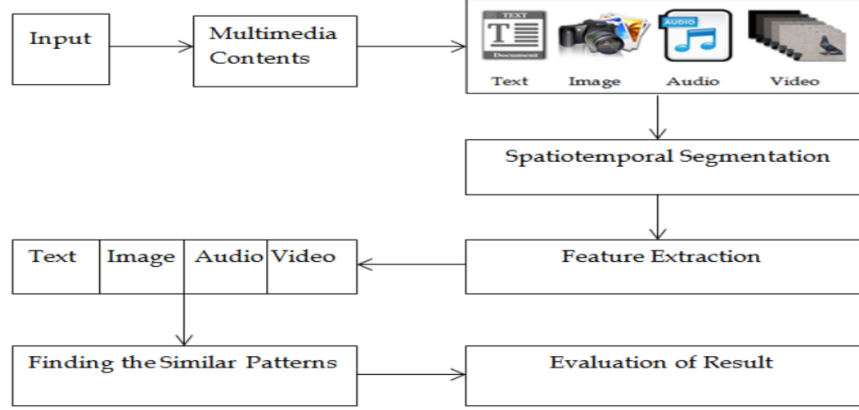 Input
Multimedia
Contents
TEXT
T
Document
AUDIO
Text Image Audio Video
Spatiotemporal Segmentation
Text Image Audio Video
Feature Extraction
Finding the Similar Patterns
Evaluation of Result